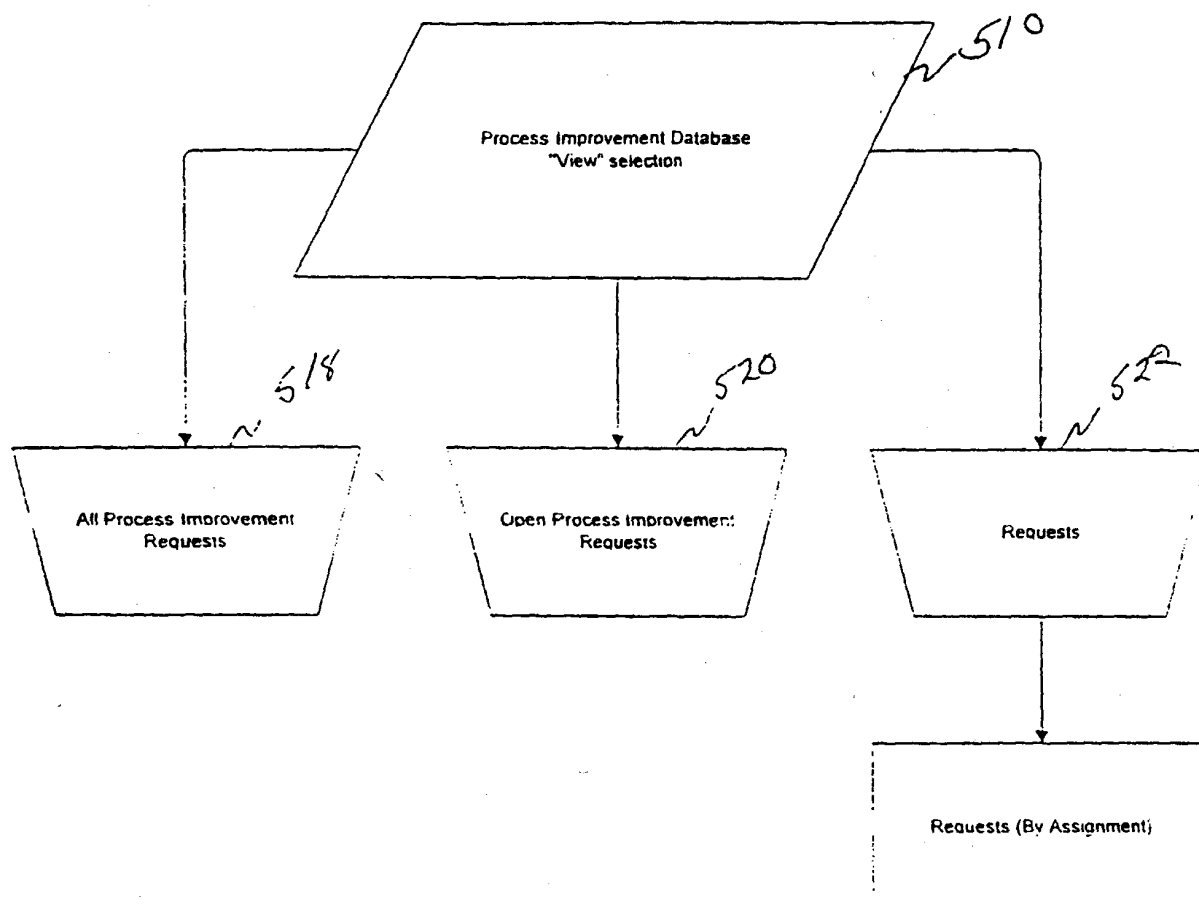 510
Process Improvement Database
"View" selection
518
520
522
All Process Improvement
Requests
Open Process Improvement
Requests
Requests
Requests (By Assignment)